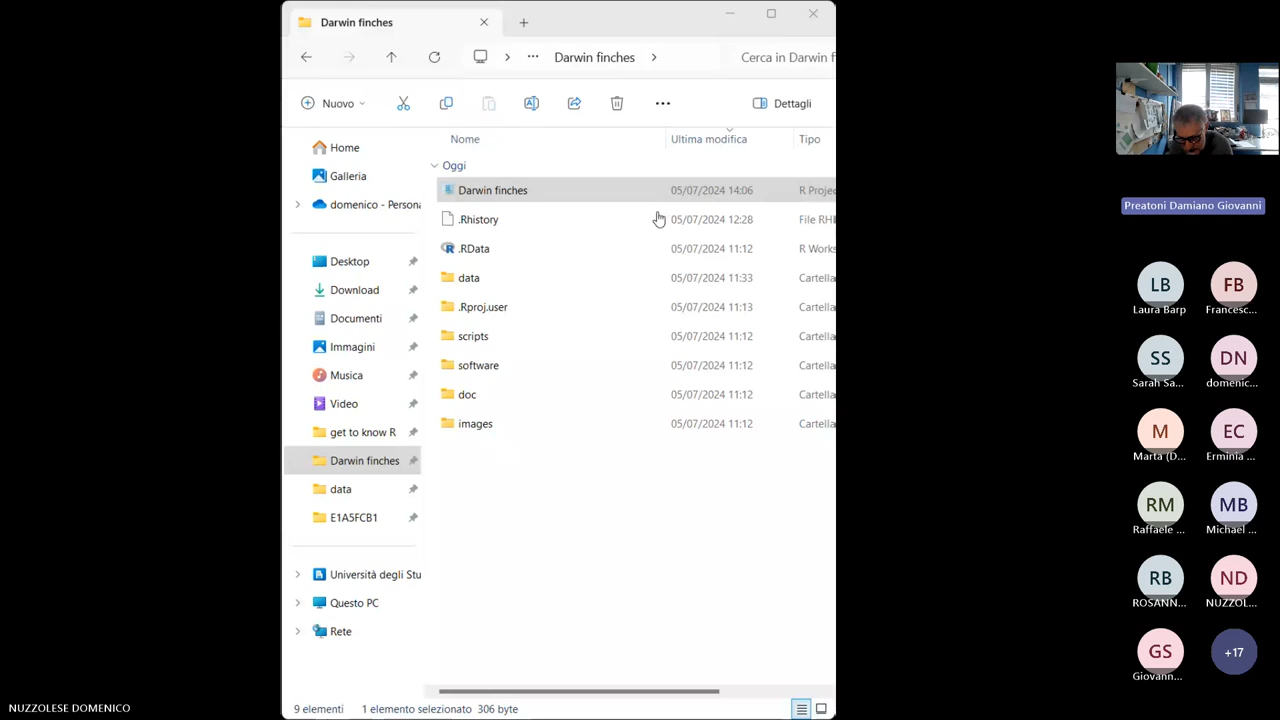 Darwin finches
Darwin finches
Cerca in Darwin f
Nuovo
Dettagli
Nome
Ultima modifica
Tipo
Home
Galleria
domenico - Persona
Desktop
Download
Documenti
Immagini
Musica
Video
get to know R
Darwin finches
data
E1A5FCB1
Università degli Stu
Questo PC
Rete
Oggi
Darwin finches 05/07/2024 14:06 R Projec
.Rhistory 05/07/2024 12:28 File RHI
.RData 05/07/2024 11:12 R Works
data 05/07/2024 11:33 Cartella
.Rproj.user 05/07/2024 11:13 Cartella
scripts 05/07/2024 11:12 Cartella
software 05/07/2024 11:12 Cartella
doc 05/07/2024 11:12 Cartella
images 05/07/2024 11:12 Cartella
9 elementi 1 elemento selezionato 306 byte
NUZZOLESE DOMENICO
Preatoni Damiano Giovanni
LB
Laura Barp
FB
Francesc...
SS
Sarah Sa...
DN
domenic...
M
Marta (D...
EC
Erminia ...
RM
Raffaele ...
MB
Michael ...
RB
ROSANN...
ND
NUZZOL...
GS
Giovann...
+17